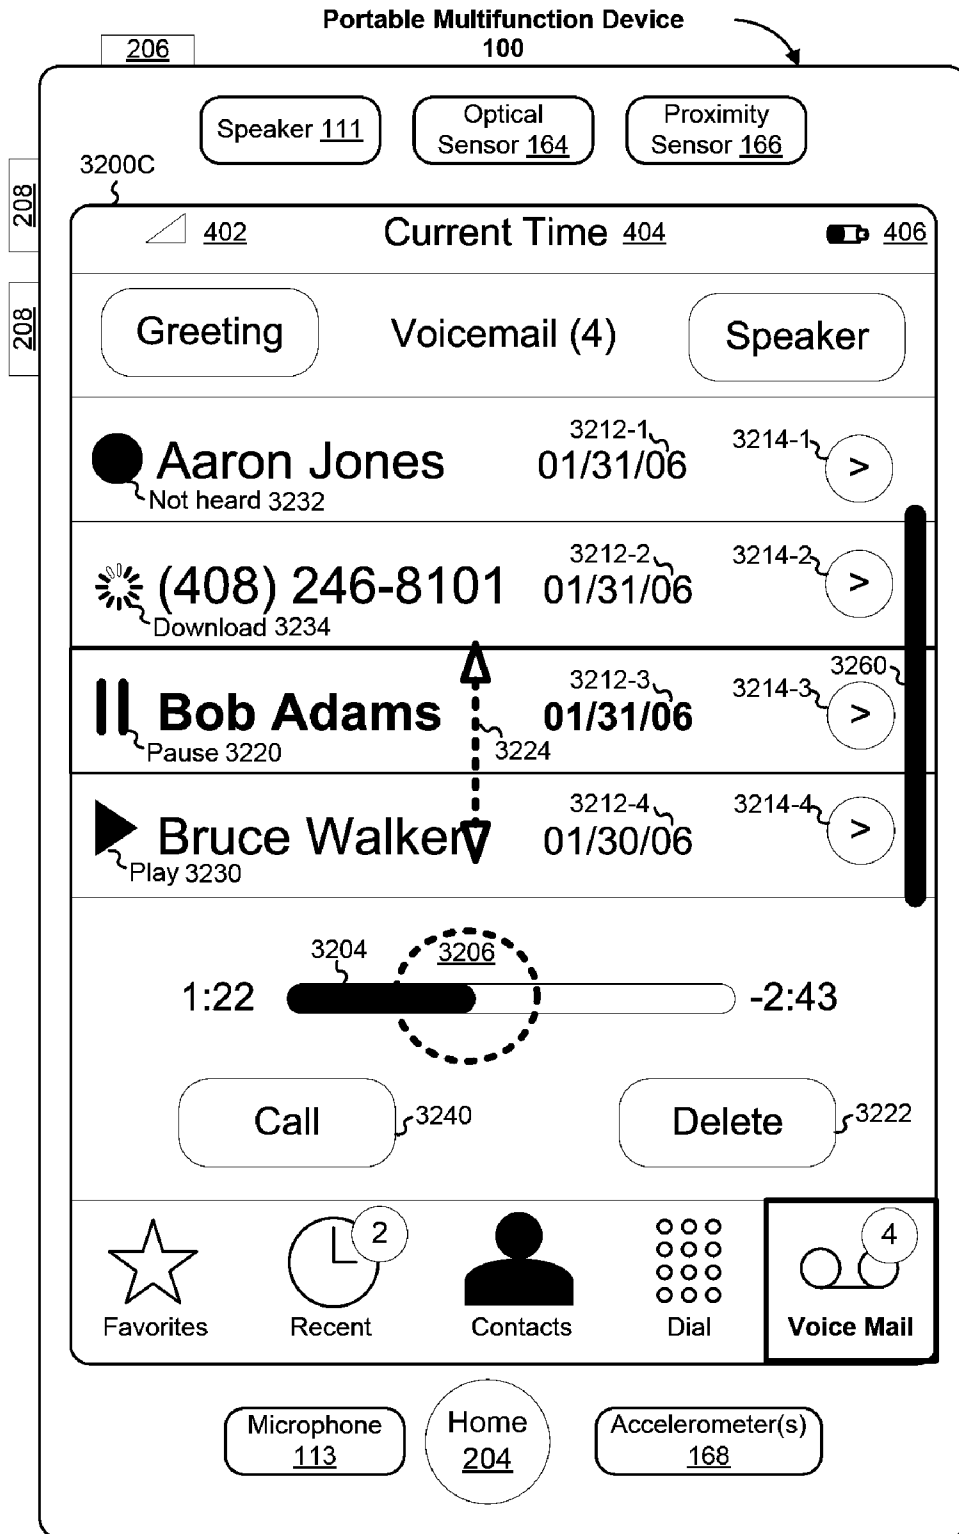 Portable Multifunction Device
100
206
Speaker 111
Optical
Sensor 164
Proximity
Sensor 166
3200C
208
208
402
Current Time 404
406
Greeting
Voicemail (4)
Speaker
Aaron Jones
Not heard 3232
3212-1
01/31/06
3214-1
>
(408) 246-8101
Download 3234
3212-2
01/31/06
3214-2
>
Bob Adams
Pause 3220
3224
3212-3
01/31/06
3214-3
>
3260
Bruce Walker
Play 3230
3212-4
01/30/06
3214-4
>
3204
3206
1:22
-2:43
Call
3240
Delete
3222
Favorites
2
Recent
Contacts
Dial
4
Voice Mail
Microphone
113
Home
204
Accelerometer(s)
168